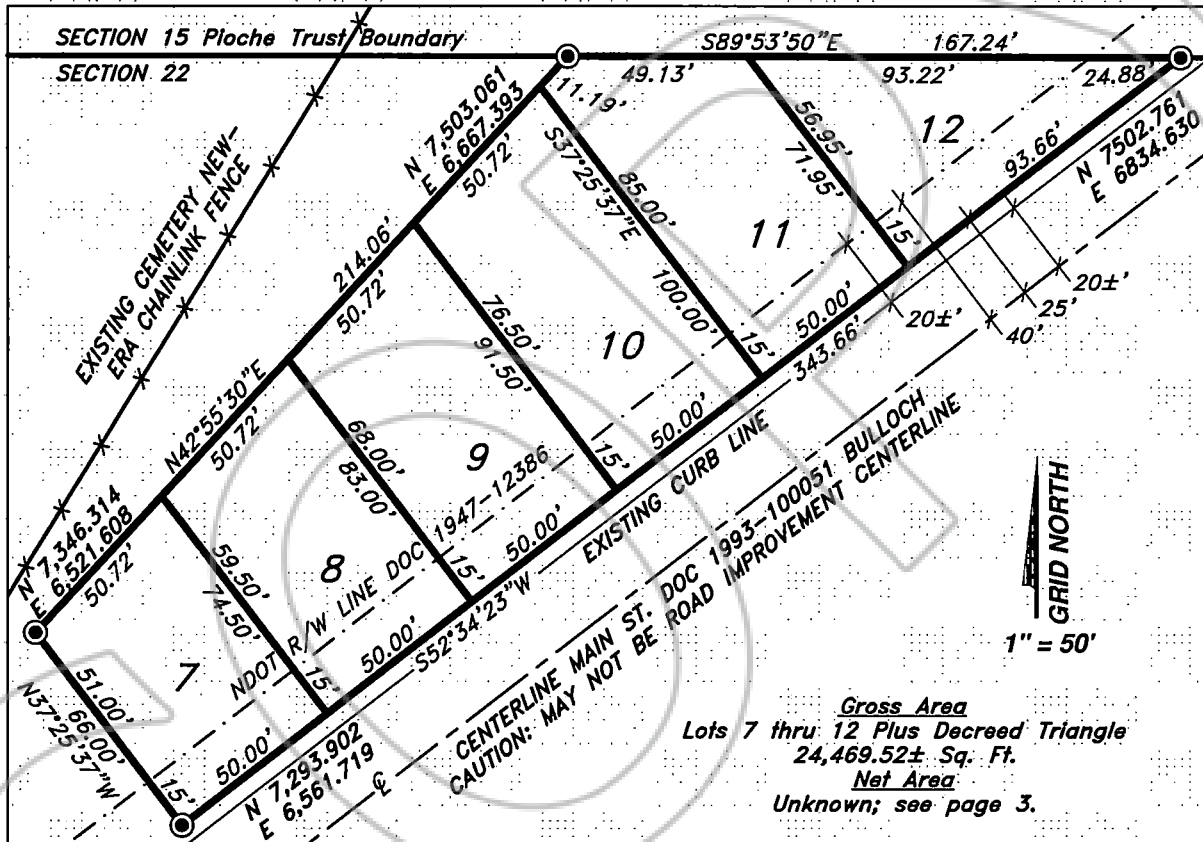 SECTION 15 Pioche Trust Boundary
SECTION 22
S89°53'50"E 167.24'
49.13' 93.22' 24.88'
11.19'
N 7,503.061
E 6,667.393
50.72'
S37°25'37"E
85.00'
100.00'
15'
56.95'
71.95'
15'
12
93.66'
N 7502.761
E 6834.630
11
EXISTING CEMETERY NEW-
ERA CHAINLINK FENCE
214.06'
50.72'
N42°55'30"E
50.72'
76.50'
91.50'
15'
10
50.00'
343.66'
50.00'
20±'
40'
25'
20±'
68.00'
83.00'
15'
9
50.00'
EXISTING CURB LINE
N 7,346.314
E 6,521.608
50.72'
59.50'
74.50'
15'
8
50.00'
S52°34'23"W
NDOT R/W LINE DOC 1947-12386
7
51.00'
66.00'
N37°25'37"W
15'
50.00'
N 7,293.902
E 6,561.719
CENTERLINE MAIN ST. DOC 1993-100051 BULLOCH
CAUTION: MAY NOT BE ROAD IMPROVEMENT CENTERLINE
GRID NORTH
1" = 50'
Gross Area
Lots 7 thru 12 Plus Decreed Triangle
24,469.52± Sq. Ft.
Net Area
Unknown; see page 3.